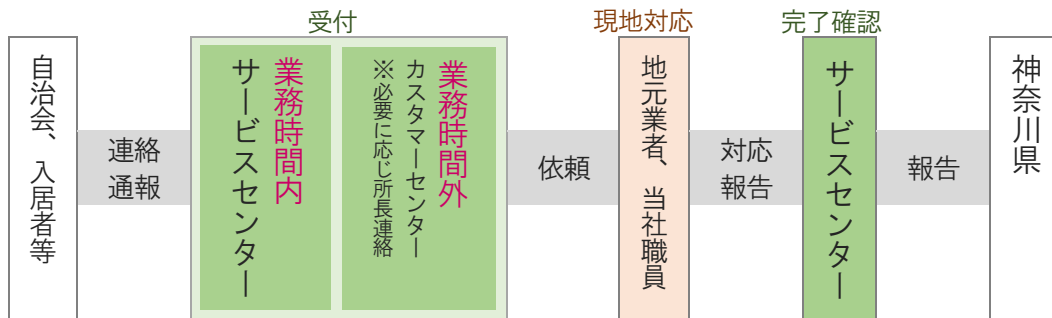 受付
現地対応
完了確認
自治会、入居者等
連絡
通報
業務時間内
サービスセンター
業務時間外
カスタマーセンター
※必要に応じ所長連絡
依頼
地元業者、当社職員
対応
報告
サービスセンター
報告
神奈川県